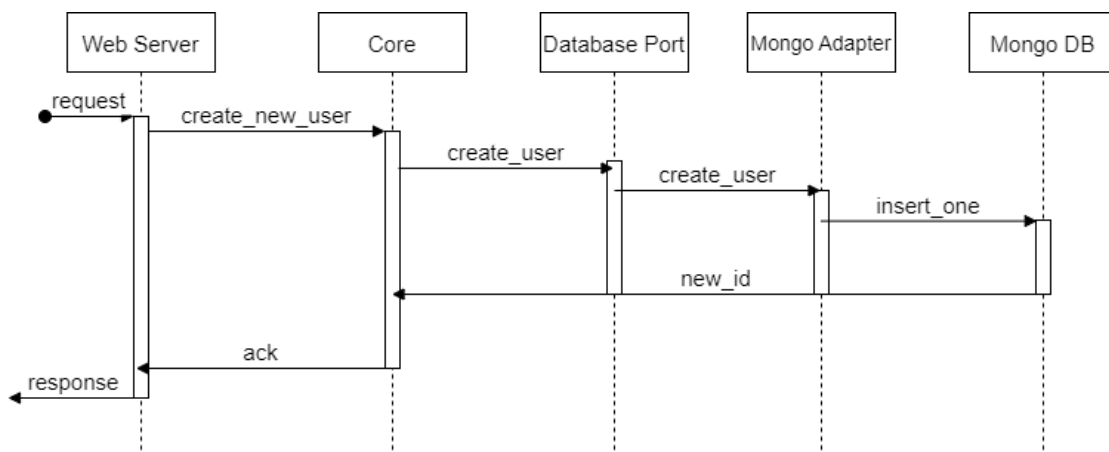 Web Server
Core
Database Port
Mongo Adapter
Mongo DB
request
create_new_user
create_user
create_user
insert_one
new_id
ack
response